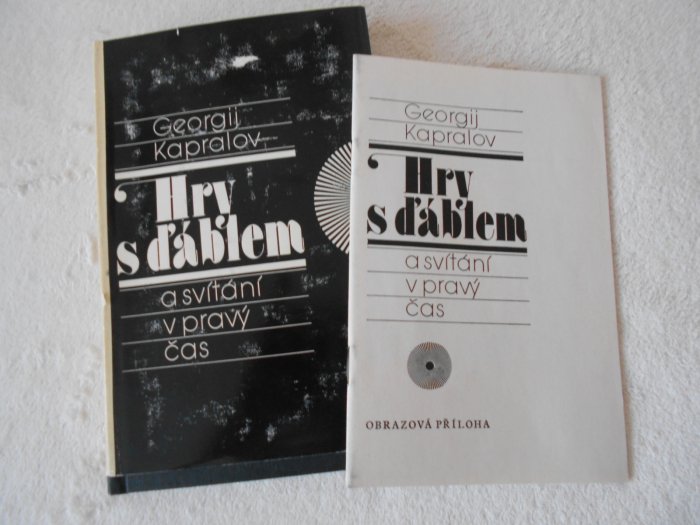 Georgij
Kapralov
Hry
s ďáblem
a svítání
v pravý
čas
Georgij
Kapralov
Hry
s ďáblem
a svítání
v pravý
čas
OBRAZOVÁ PŘÍLOHA